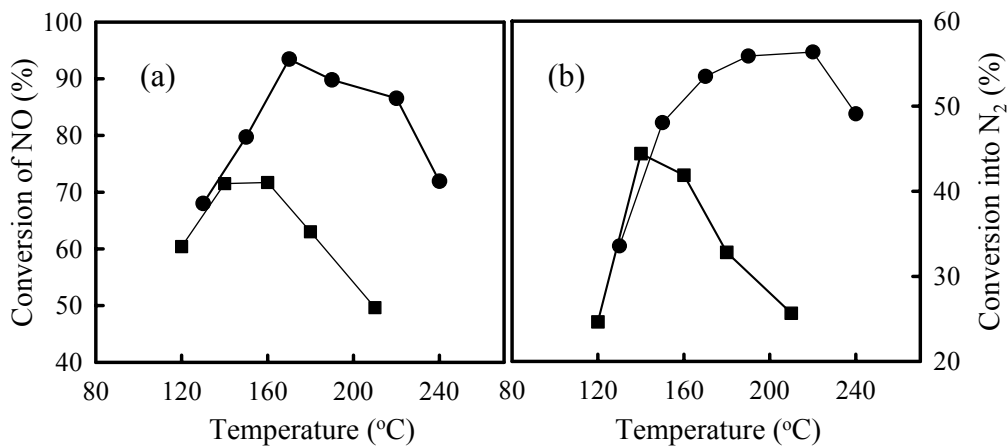 100
90
80
70
60
50
40
Conversion of NO (%)
(a)
80 120 160 200 240
Temperature (°C)
(b)
60
50
40
30
20
Conversion into N₂ (%)
80 120 160 200 240
Temperature (°C)